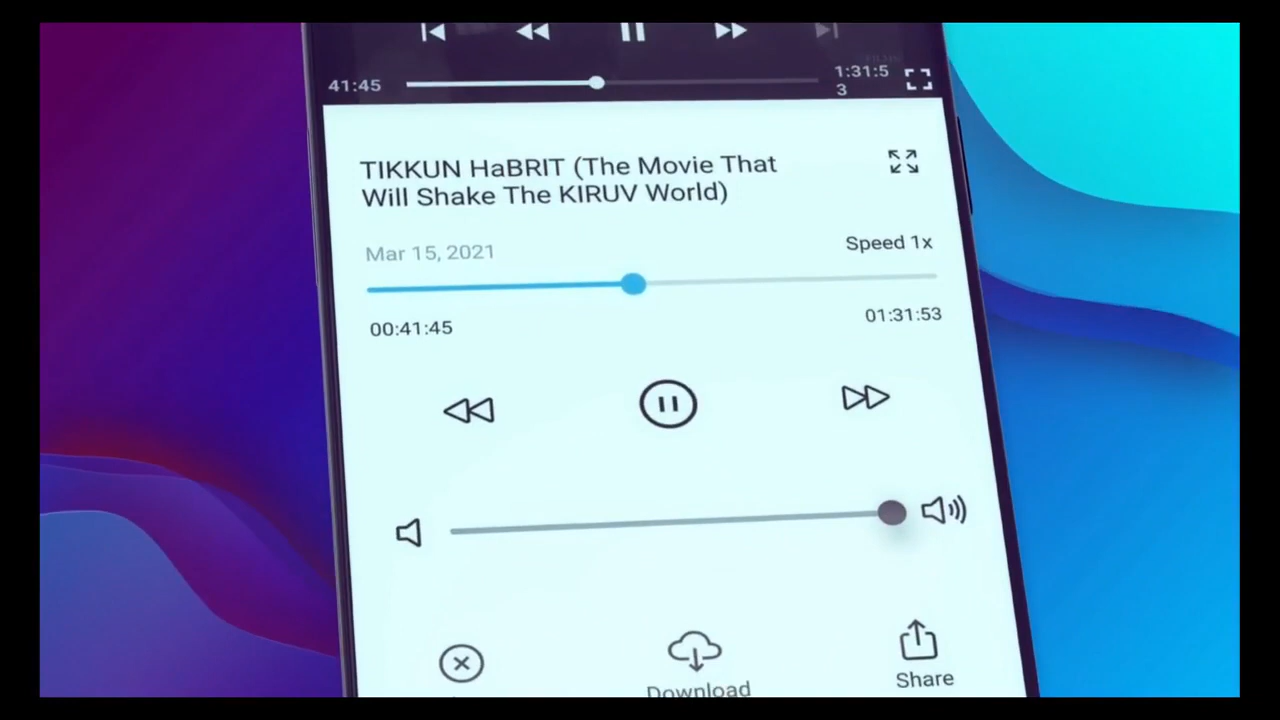 41:45
1:31:5
3
TIKKUN HaBRIT (The Movie That
Will Shake The KIRUV World)
Mar 15, 2021
Speed 1x
00:41:45
01:31:53
Download
Share